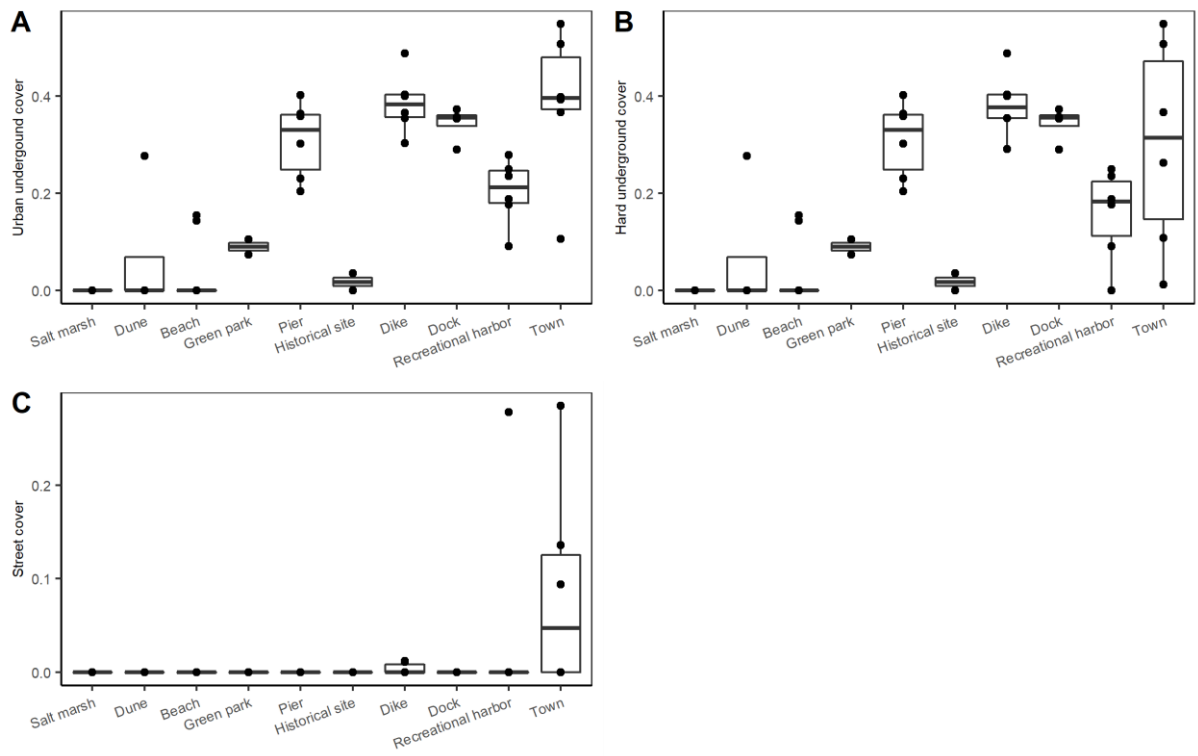 A
Urban undergound cover
0.4
0.2
0.0
Salt marsh
Dune
Beach
Green park
Pier
Historical site
Dike
Dock
Recreational harbor
Town
B
Hard underground cover
0.4
0.2
0.0
Salt marsh
Dune
Beach
Green park
Pier
Historical site
Dike
Dock
Recreational harbor
Town
C
Street cover
0.2
0.1
0.0
Salt marsh
Dune
Beach
Green park
Pier
Historical site
Dike
Dock
Recreational harbor
Town